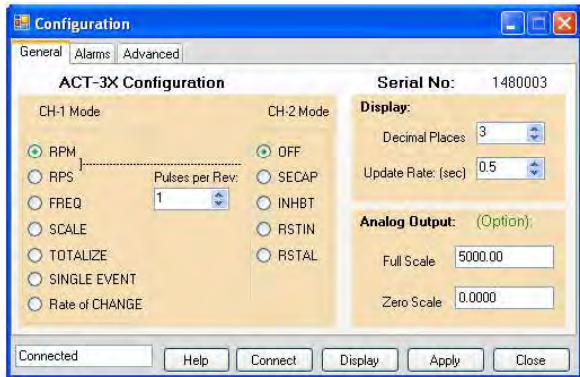 Configuration
General Alarms Advanced
ACT-3X Configuration
CH-1 Mode
CH-2 Mode
RPM
RPS
FREQ
SCALE
TOTALIZE
SINGLE EVENT
Rate of CHANGE
Pulses per Rev:
1
OFF
SECAP
INHBT
RSTIN
RSTAL
Serial No: 1480003
Display:
Decimal Places 3
Update Rate: (sec) 0.5
Analog Output: (Option):
Full Scale 5000.00
Zero Scale 0.0000
Connected Help Connect Display Apply Close